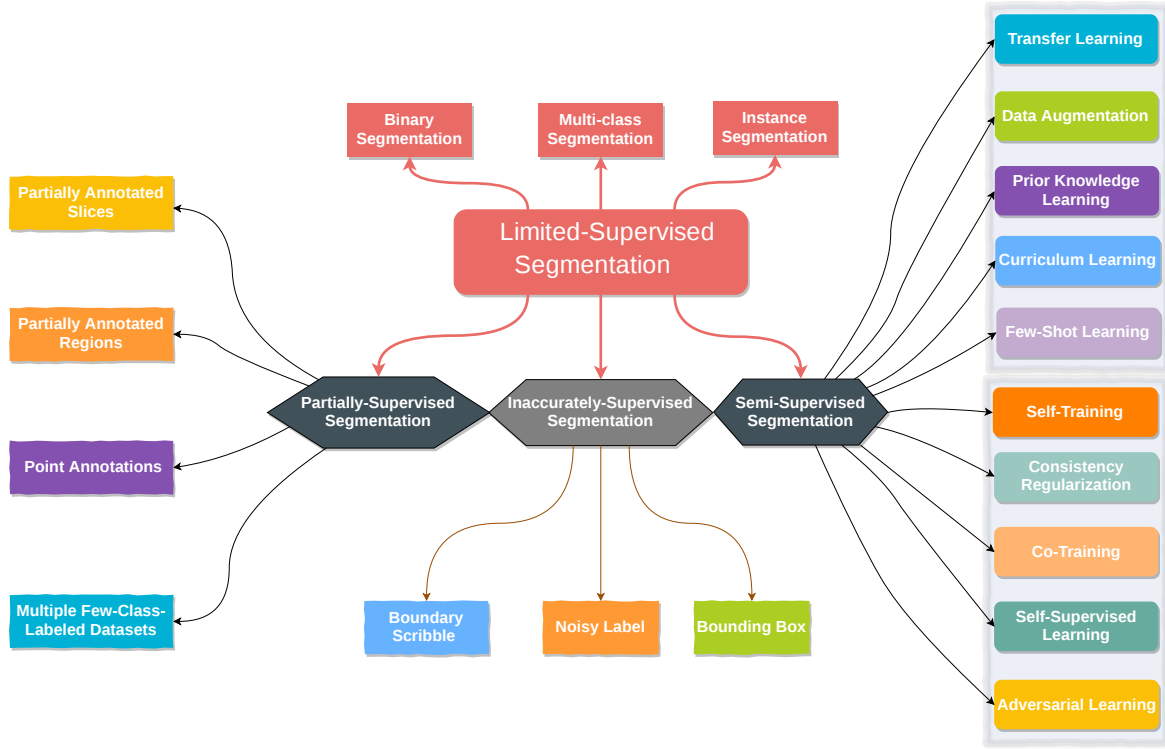 Binary
Segmentation
Multi-class
Segmentation
Instance
Segmentation
Limited-Supervised
Segmentation
Partially Annotated
Slices
Partially Annotated
Regions
Point Annotations
Multiple Few-Class-
Labeled Datasets
Partially-Supervised
Segmentation
Inaccurately-Supervised
Segmentation
Semi-Supervised
Segmentation
Boundary
Scribble
Noisy Label
Bounding Box
Transfer Learning
Data Augmentation
Prior Knowledge
Learning
Curriculum Learning
Few-Shot Learning
Self-Training
Consistency
Regularization
Co-Training
Self-Supervised
Learning
Adversarial Learning